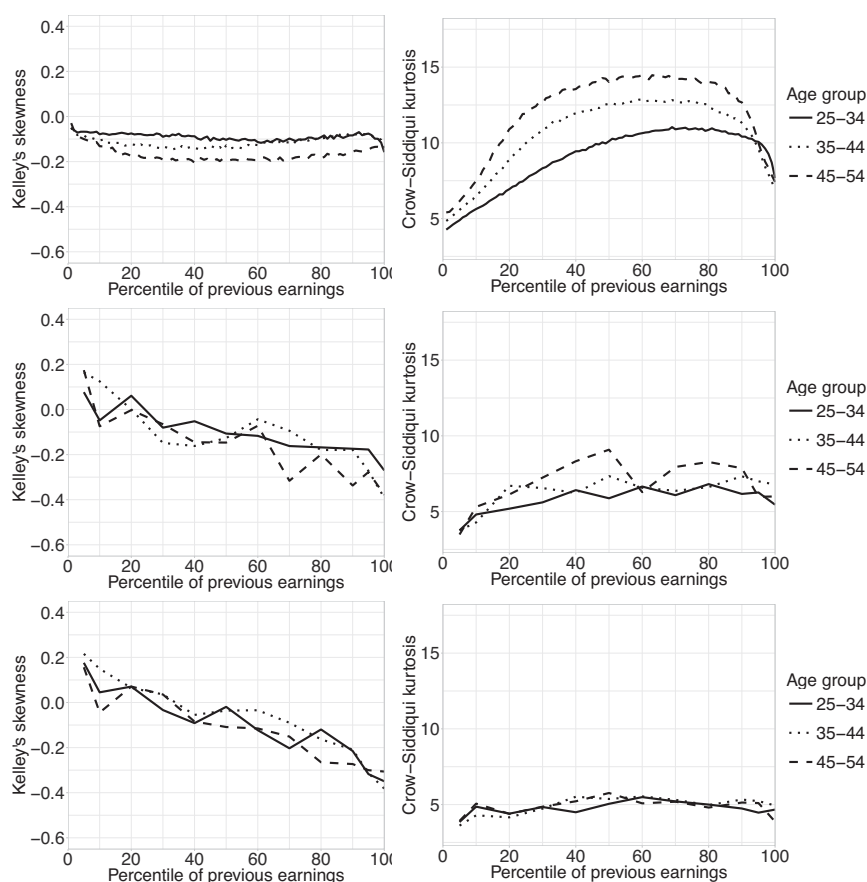 0.4
0.2
0.0
−0.2
−0.4
−0.6
Kelley's skewness
0 20 40 60 80 100
Percentile of previous earnings
15
10
5
Crow−Siddiqui kurtosis
0 20 40 60 80 100
Percentile of previous earnings
Age group
25−34
35−44
45−54
0.4
0.2
0.0
−0.2
−0.4
−0.6
Kelley's skewness
0 20 40 60 80 100
Percentile of previous earnings
15
10
5
Crow−Siddiqui kurtosis
0 20 40 60 80 100
Percentile of previous earnings
Age group
25−34
35−44
45−54
0.4
0.2
0.0
−0.2
−0.4
−0.6
Kelley's skewness
0 20 40 60 80 100
Percentile of previous earnings
15
10
5
Crow−Siddiqui kurtosis
0 20 40 60 80 100
Percentile of previous earnings
Age group
25−34
35−44
45−54